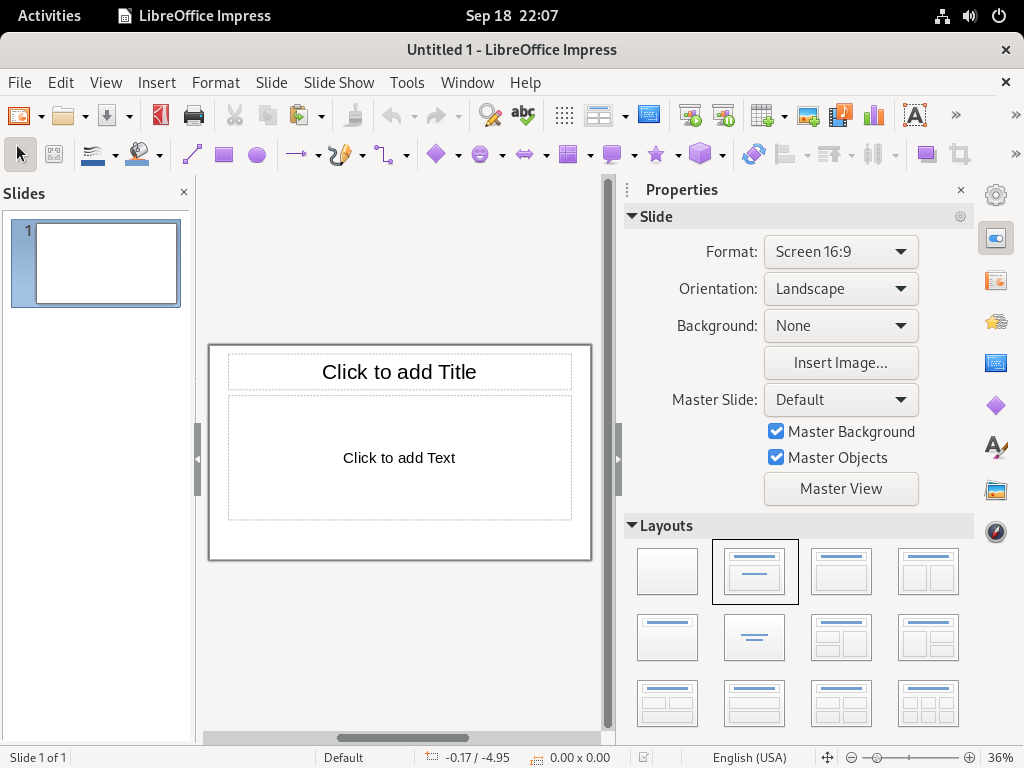 Activities
LibreOffice Impress
Sep 18 22:07
Untitled 1 - LibreOffice Impress
File Edit View Insert Format Slide Slide Show Tools Window Help
abc
A
Slides
1
Click to add Title
Click to add Text
Properties
Slide
Format: Screen 16:9
Orientation: Landscape
Background: None
Insert Image...
Master Slide: Default
Master Background
Master Objects
Master View
Layouts
Slide 1 of 1
Default
-0.17 / -4.95
0.00 x 0.00
English (USA)
36%